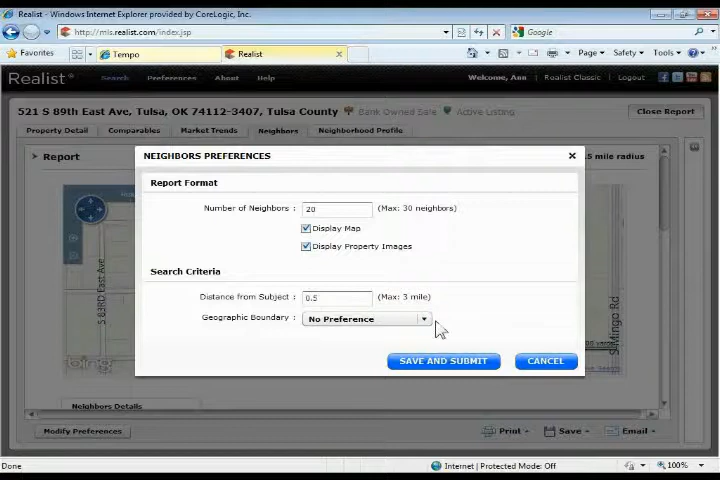 Realist - Windows Internet Explorer provided by CoreLogic, Inc.
http://mls.realist.com/index.jsp
Google
Favorites
Tempo
Realist
Page
Safety
Tools
Realist
Search
Preferences
About
Help
Welcome, Ann
Realist Classic
Logout
521 S 89th East Ave, Tulsa, OK 74112-3407, Tulsa County
Bank Owned Sale
Active Listing
Close Report
Property Detail
Comparables
Market Trends
Neighbors
Neighborhood Profile
Report
5 mile radius
NEIGHBORS PREFERENCES
Report Format
Number of Neighbors : 20 (Max: 30 neighbors)
Display Map
Display Property Images
Search Criteria
Distance from Subject : 0.5 (Max: 3 mile)
Geographic Boundary : No Preference
SAVE AND SUBMIT
CANCEL
S 83RD East Ave
S Mingo Rd
bing
Neighbors Details
Modify Preferences
Print
Save
Email
Done
Internet | Protected Mode: Off
100%